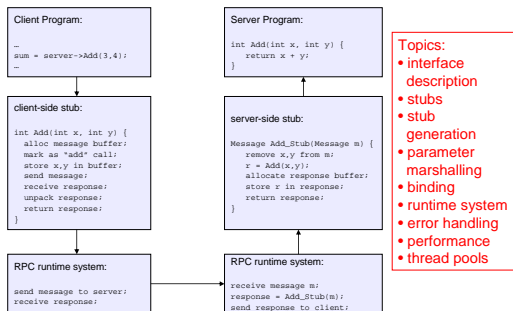 Client Program:
…
sum = server->Add(3,4);
…
client-side stub:
int Add(int x, int y) {
alloc message buffer;
mark as "add" call;
store x,y in buffer;
send message;
receive response;
unpack response;
return response;
}
RPC runtime system:
send message to server;
receive response;
Server Program:
int Add(int x, int y) {
return x + y;
}
server-side stub:
Message Add_Stub(Message m) {
remove x,y from m;
r = Add(x,y);
allocate response buffer;
store r in response;
return response;
}
RPC runtime system:
receive message m;
response = Add_Stub(m);
send response to client;
Topics:
• interface
description
• stubs
• stub
generation
• parameter
marshalling
• binding
• runtime system
• error handling
• performance
• thread pools